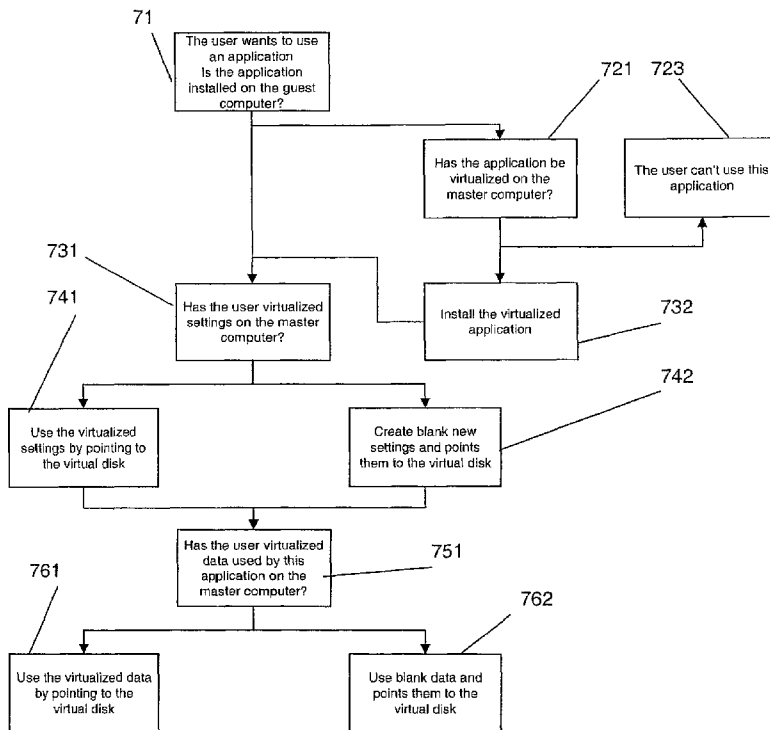 71
The user wants to use
an application
Is the application
installed on the guest
computer?
721
723
Has the application be
virtualized on the
master computer?
The user can't use this
application
731
741
Has the user virtualized
settings on the master
computer?
Install the virtualized
application
732
742
Use the virtualized
settings by pointing to
the virtual disk
Create blank new
settings and points
them to the virtual disk
Has the user virtualized
data used by this
application on the
master computer?
751
761
762
Use the virtualized data
by pointing to the
virtual disk
Use blank data and
points them to the
virtual disk